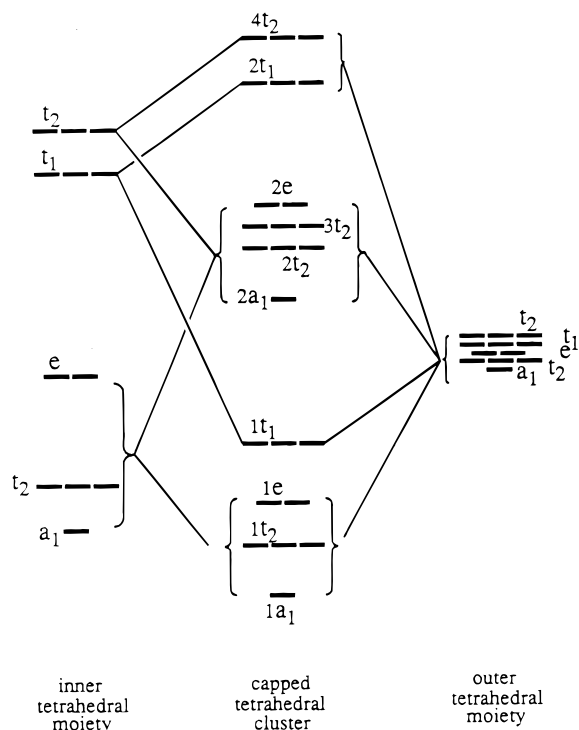 4t2
2t1
t2
t1
2e
3t2
2t2
2a1
t2
t1
e
t2
a1
e
1t1
t2
1e
1t2
a1
1a1
inner
tetrahedral
moiety
capped
tetrahedral
cluster
outer
tetrahedral
moiety